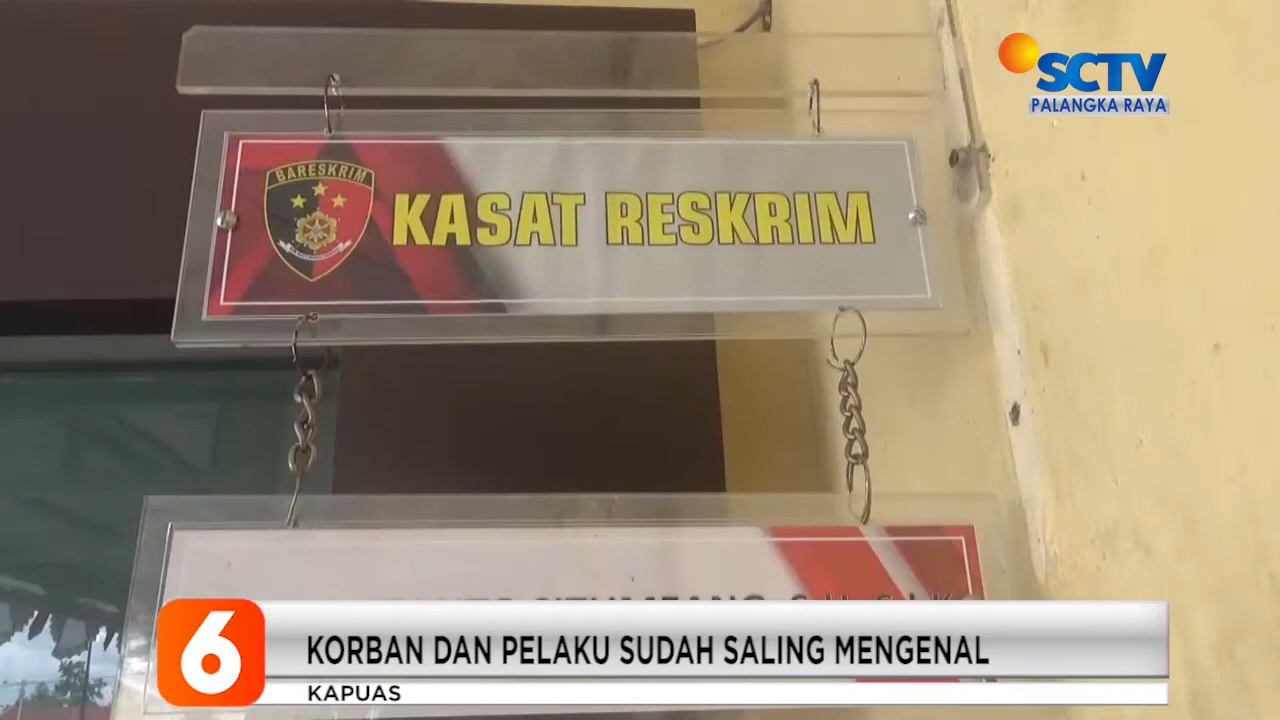 SCTV
PALANGKA RAYA
BARESKRIM
KASAT RESKRIM
6
KORBAN DAN PELAKU SUDAH SALING MENGENAL
KAPUAS